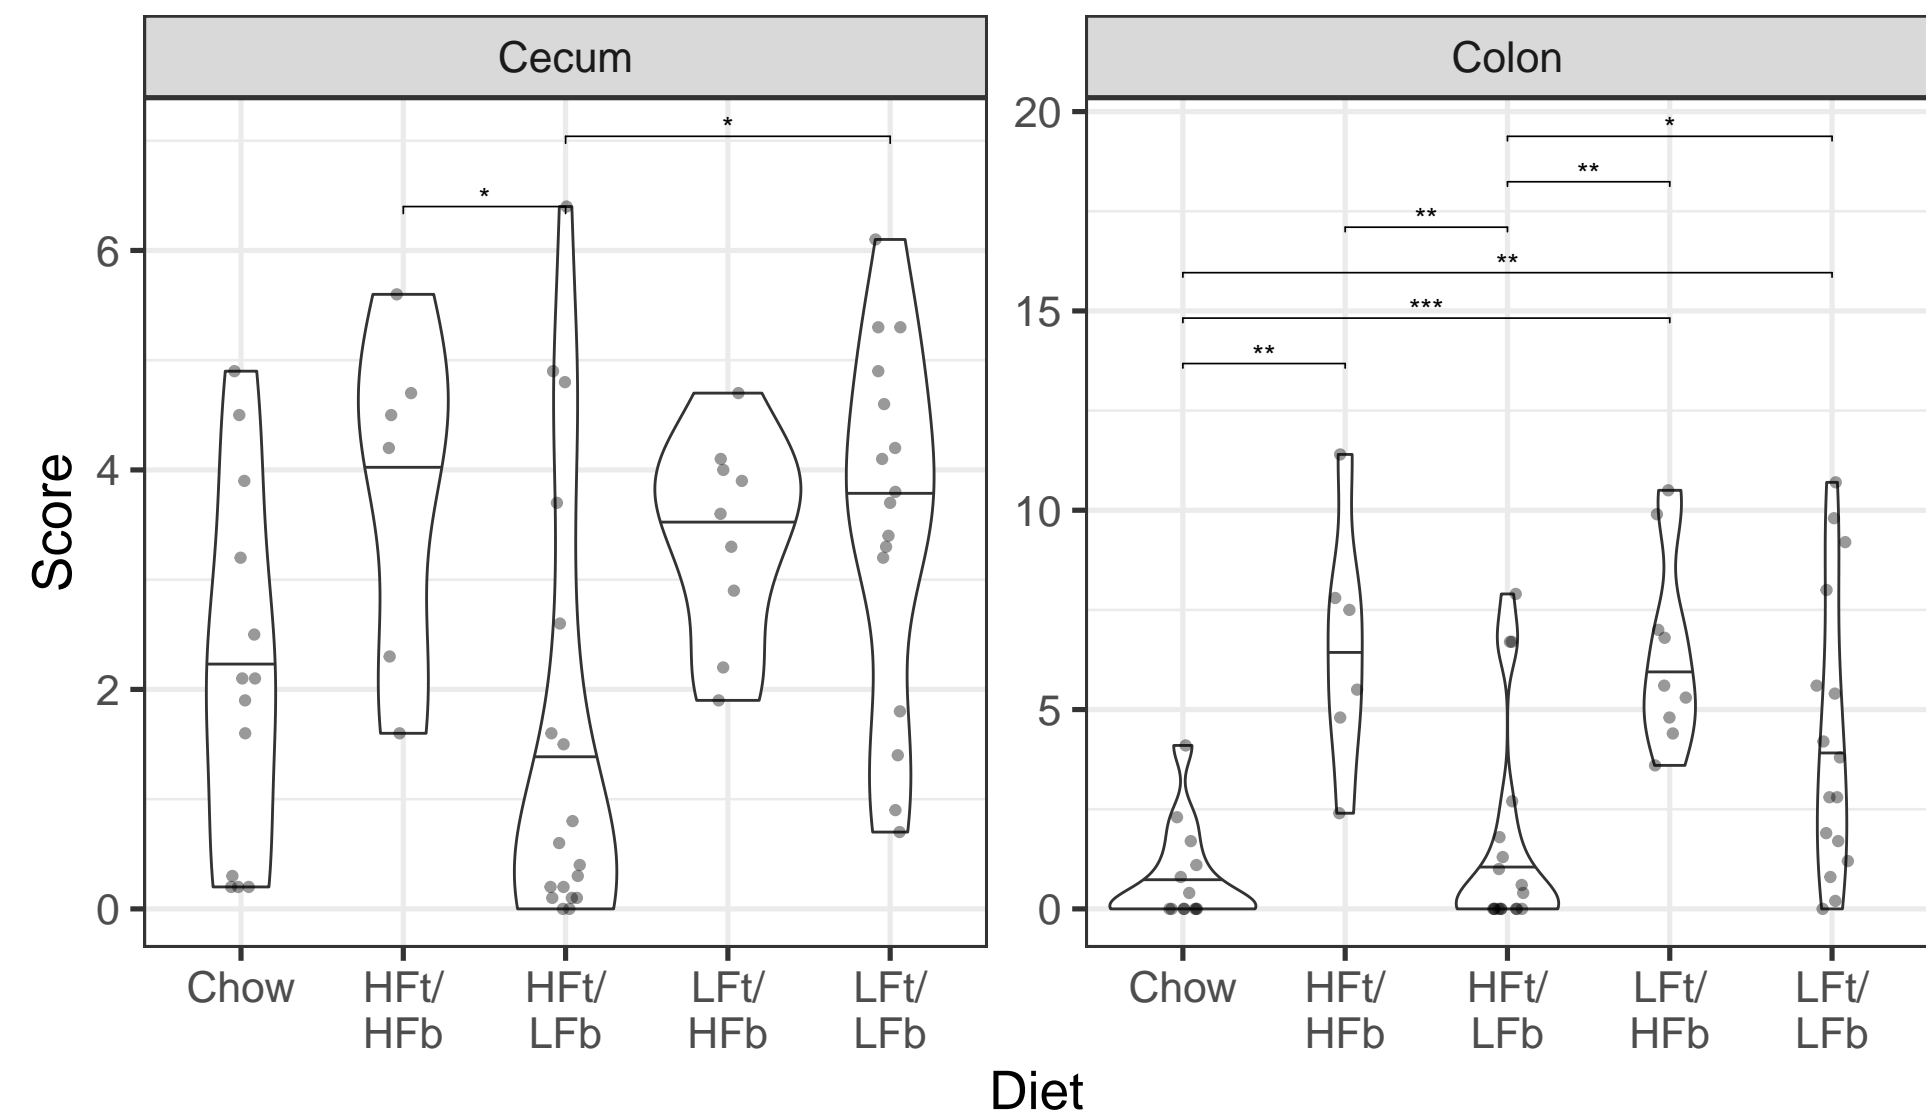 Cecum
Colon
Score
6
4
2
0
*
*
20
15
10
5
0
*
**
**
**
***
**
Chow
HFt/
HFb
HFt/
LFb
LFt/
HFb
LFt/
LFb
Chow
HFt/
HFb
HFt/
LFb
LFt/
HFb
LFt/
LFb
Diet